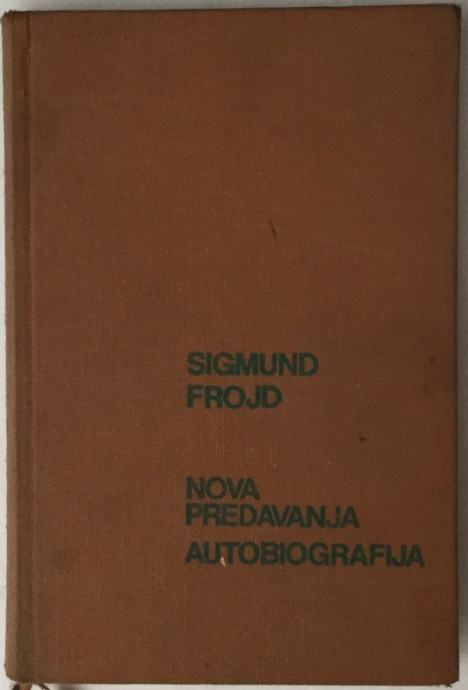 SIGMUND
FROJD
NOVA
PREDAVANJA
AUTOBIOGRAFIJA